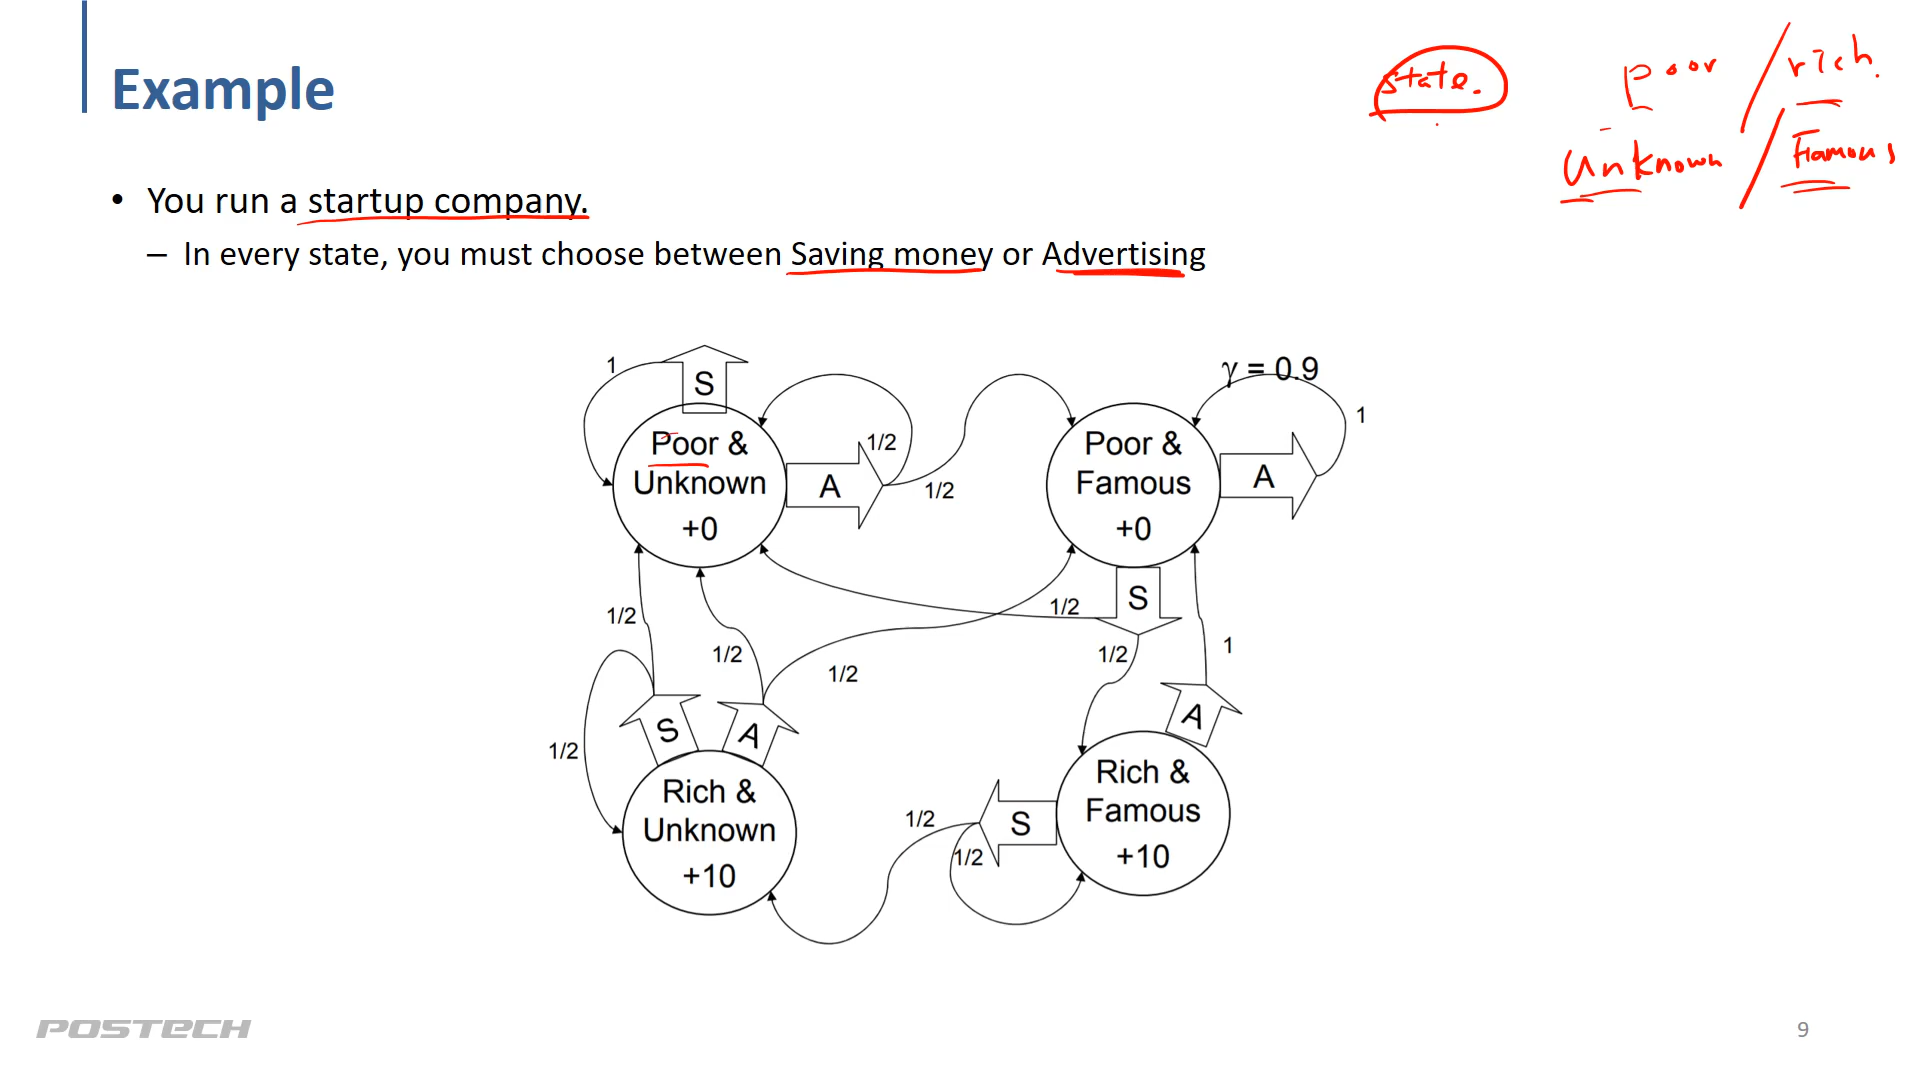 Example
state.
Poor / rich.
Unknown / Famous
• You run a startup company.
– In every state, you must choose between Saving money or Advertising
γ = 0.9
1
S
1
Poor &
Unknown
+0
A
1/2
1/2
Poor &
Famous
+0
A
1/2
S
1/2
1/2
1/2
1/2
1
S
A
A
1/2
Rich &
Unknown
+10
1/2
1/2
S
Rich &
Famous
+10
POSTECH
9